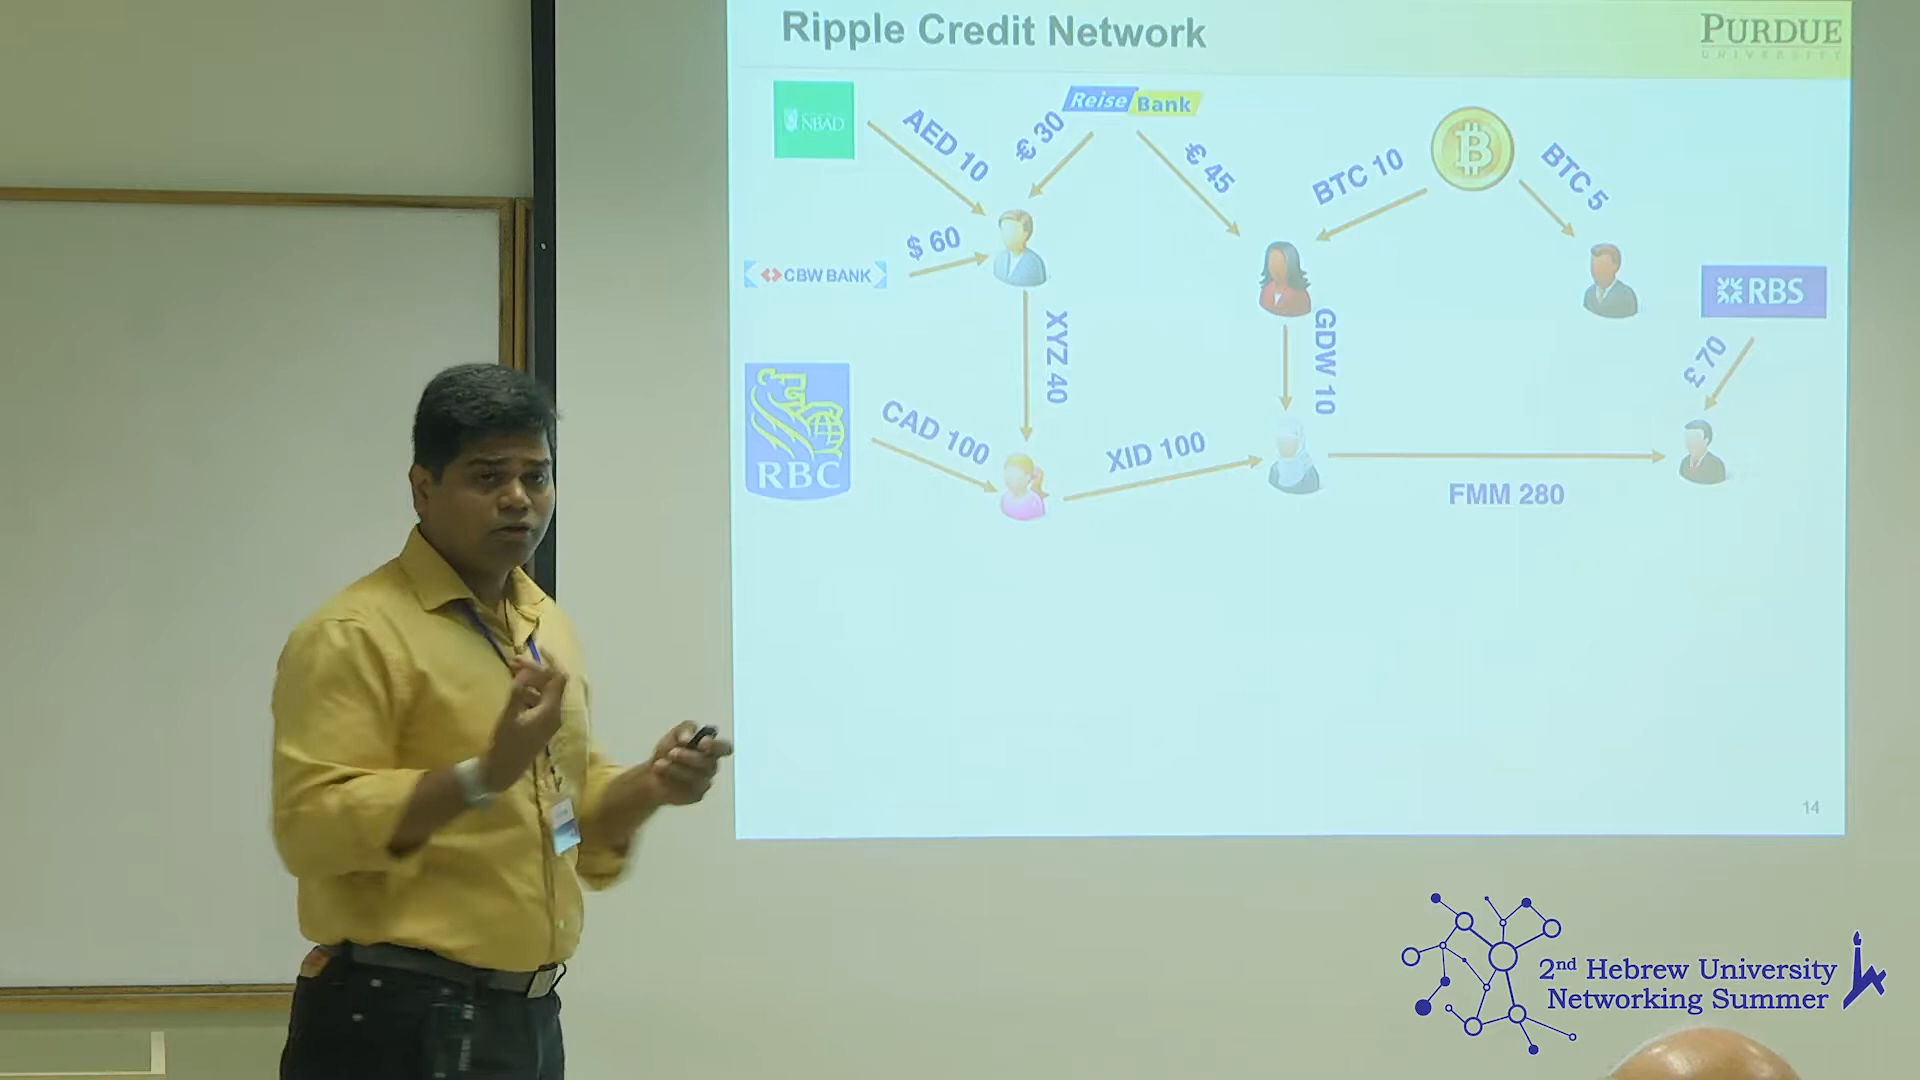 Ripple Credit Network
PURDUE
UNIVERSITY
NBAD
AED 10
€ 30
Reise Bank
€ 45
BTC 10
BTC 5
$ 60
CBW BANK
RBS
£ 70
XYZ 40
GDW 10
RBC
CAD 100
XID 100
FMM 280
14
2nd Hebrew University
Networking Summer